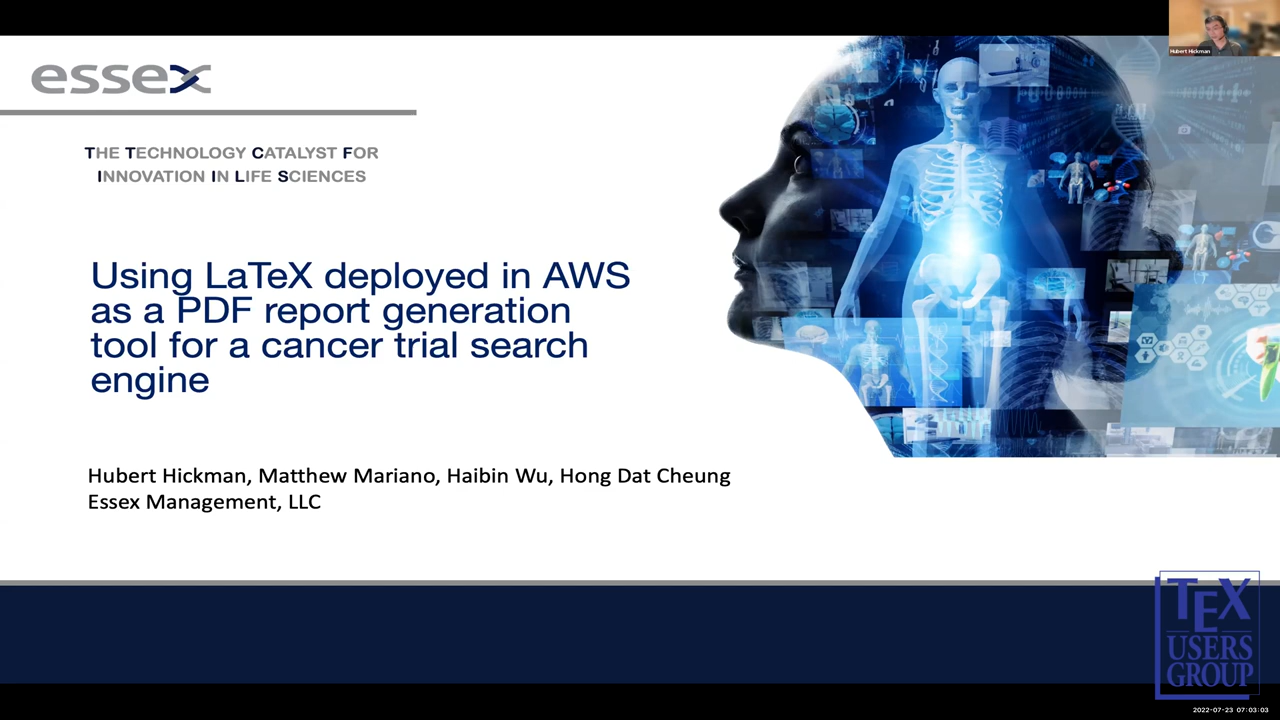 Hubert Hickman
essex
THE TECHNOLOGY CATALYST FOR
INNOVATION IN LIFE SCIENCES
Using LaTeX deployed in AWS
as a PDF report generation
tool for a cancer trial search
engine
Hubert Hickman, Matthew Mariano, Haibin Wu, Hong Dat Cheung
Essex Management, LLC
TEX
USERS
GROUP
2022-07-23 07:03:03